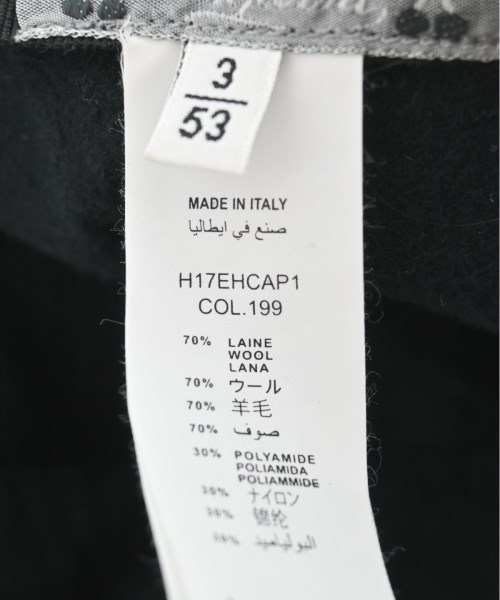 3
53
MADE IN ITALY
صنع في ايطاليا
H17EHCAP1
COL.199
70% LAINE
WOOL
LANA
70% ウール
70% 羊毛
70% صوف
30% POLYAMIDE
POLIAMIDA
POLIAMMIDE
30% ナイロン
30% 锦纶
30% البولياميد